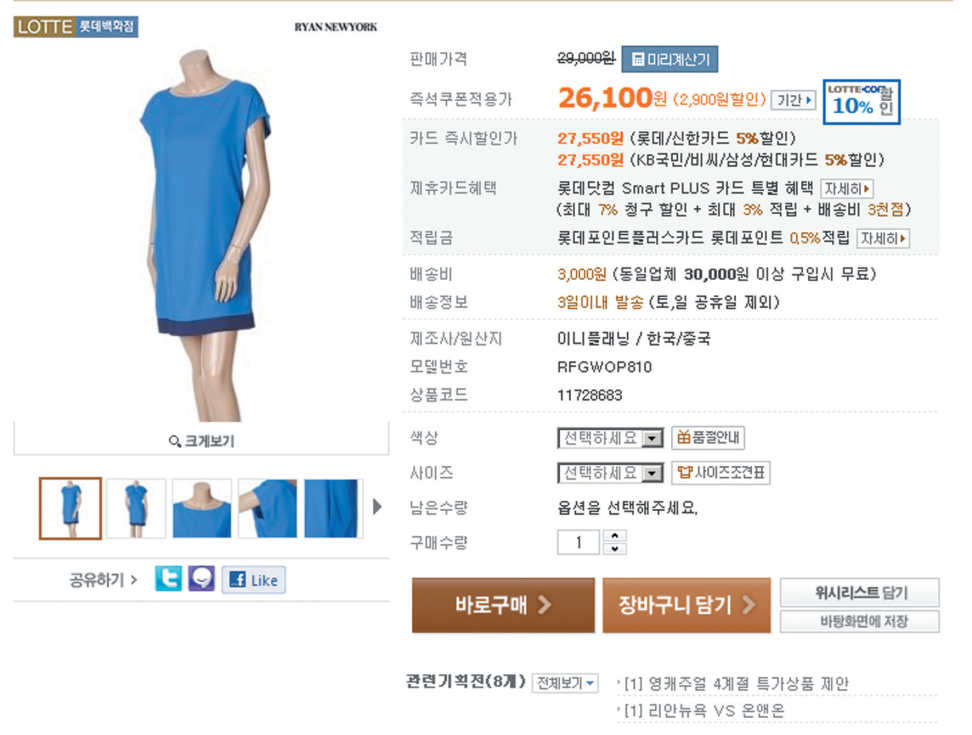 LOTTE 롯데백화점
RYAN NEWYORK
판매가격 29,000원 미리계산기
즉석쿠폰적용가 26,100원 (2,900원할인) 기간
LOTTE.COM 10% 할인
카드 즉시할인가 27,550원 (롯데/신한카드 5%할인)
27,550원 (KB국민/비씨/삼성/현대카드 5%할인)
제휴카드혜택 롯데닷컴 Smart PLUS 카드 특별 혜택 자세히
(최대 7% 청구 할인 + 최대 3% 적립 + 배송비 3천점)
적립금 롯데포인트플러스카드 롯데포인트 0.5%적립 자세히
배송비 3,000원 (동일업체 30,000원 이상 구입시 무료)
배송정보 3일이내 발송 (토,일 공휴일 제외)
제조사/원산지 이니플래닝 / 한국/중국
모델번호 RFGWOP810
상품코드 11728683
크게보기
색상 선택하세요 품절안내
사이즈 선택하세요 사이즈조견표
남은수량 옵션을 선택해주세요.
구매수량 1
공유하기 > Like
바로구매 장바구니 담기 위시리스트 담기
바탕화면에 저장
관련기획전(8개) 전체보기 [1] 영캐주얼 4계절 특가상품 제안
[1] 리안뉴욕 VS 온앤온